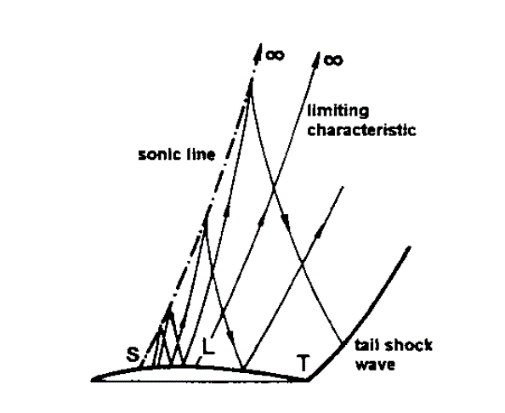 ∞
∞
limiting
characteristic
sonic line
S
L
T
tail shock
wave